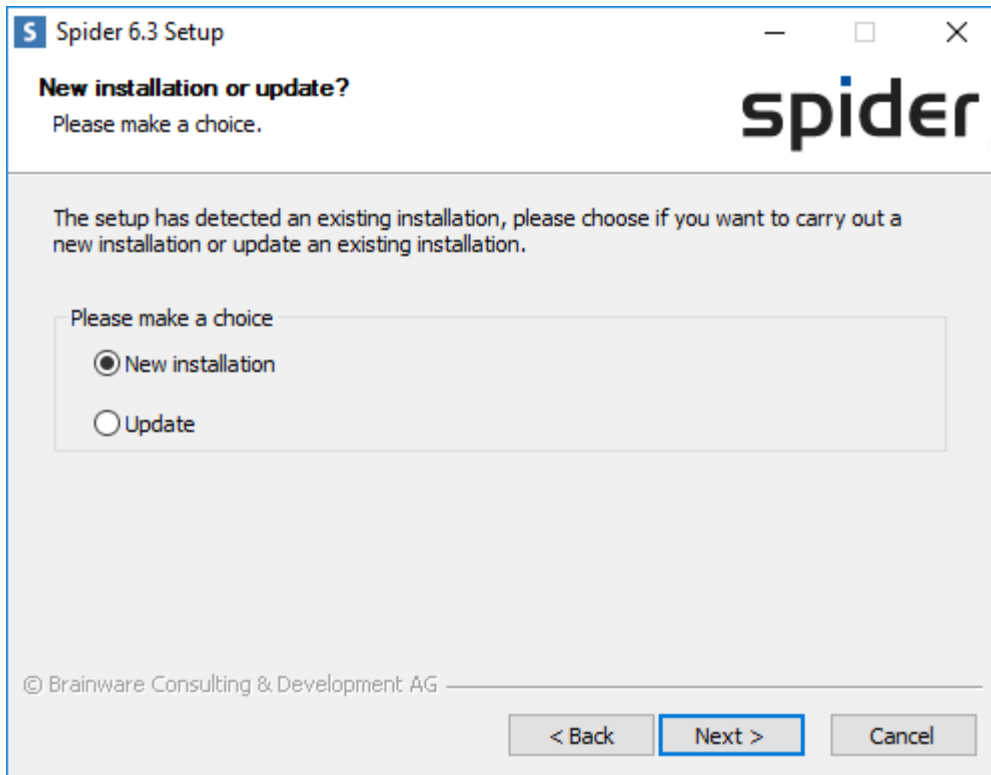 S Spider 6.3 Setup
New installation or update?
Please make a choice.
spider
The setup has detected an existing installation, please choose if you want to carry out a
new installation or update an existing installation.
Please make a choice
New installation
Update
© Brainware Consulting & Development AG
< Back Next > Cancel